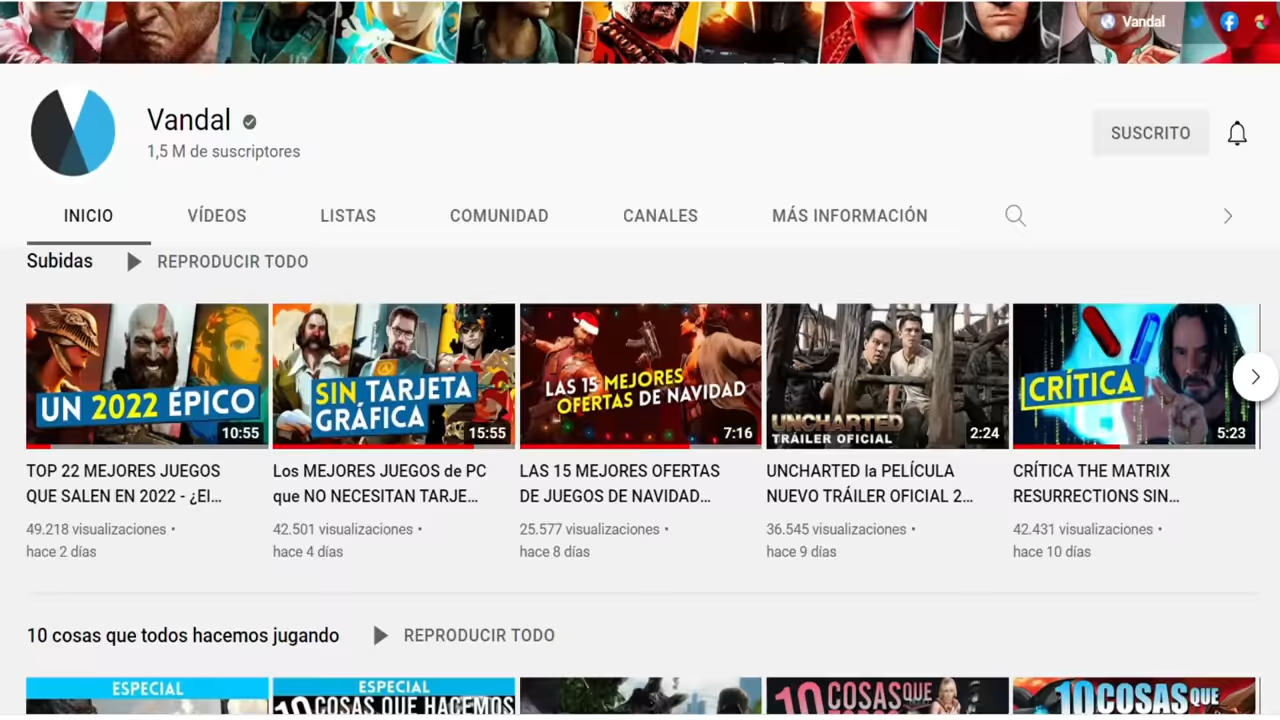 Vandal
Vandal
1,5 M de suscriptores
SUSCRITO
INICIO
VÍDEOS
LISTAS
COMUNIDAD
CANALES
MÁS INFORMACIÓN
Subidas
REPRODUCIR TODO
UN 2022 ÉPICO
10:55
SIN TARJETA
GRÁFICA
15:55
LAS 15 MEJORES
OFERTAS DE NAVIDAD
7:16
UNCHARTED
TRÁILER OFICIAL
2:24
CRÍTICA
5:23
TOP 22 MEJORES JUEGOS
QUE SALEN EN 2022 - ¿El...
49.218 visualizaciones •
hace 2 días
Los MEJORES JUEGOS de PC
que NO NECESITAN TARJE...
42.501 visualizaciones •
hace 4 días
LAS 15 MEJORES OFERTAS
DE JUEGOS DE NAVIDAD...
25.577 visualizaciones •
hace 8 días
UNCHARTED la PELÍCULA
NUEVO TRÁILER OFICIAL 2...
36.545 visualizaciones •
hace 9 días
CRÍTICA THE MATRIX
RESURRECTIONS SIN...
42.431 visualizaciones •
hace 10 días
10 cosas que todos hacemos jugando
REPRODUCIR TODO
ESPECIAL
ESPECIAL
10 COSAS QUE HACEMOS
10 COSAS QUE
10 COSAS QUE